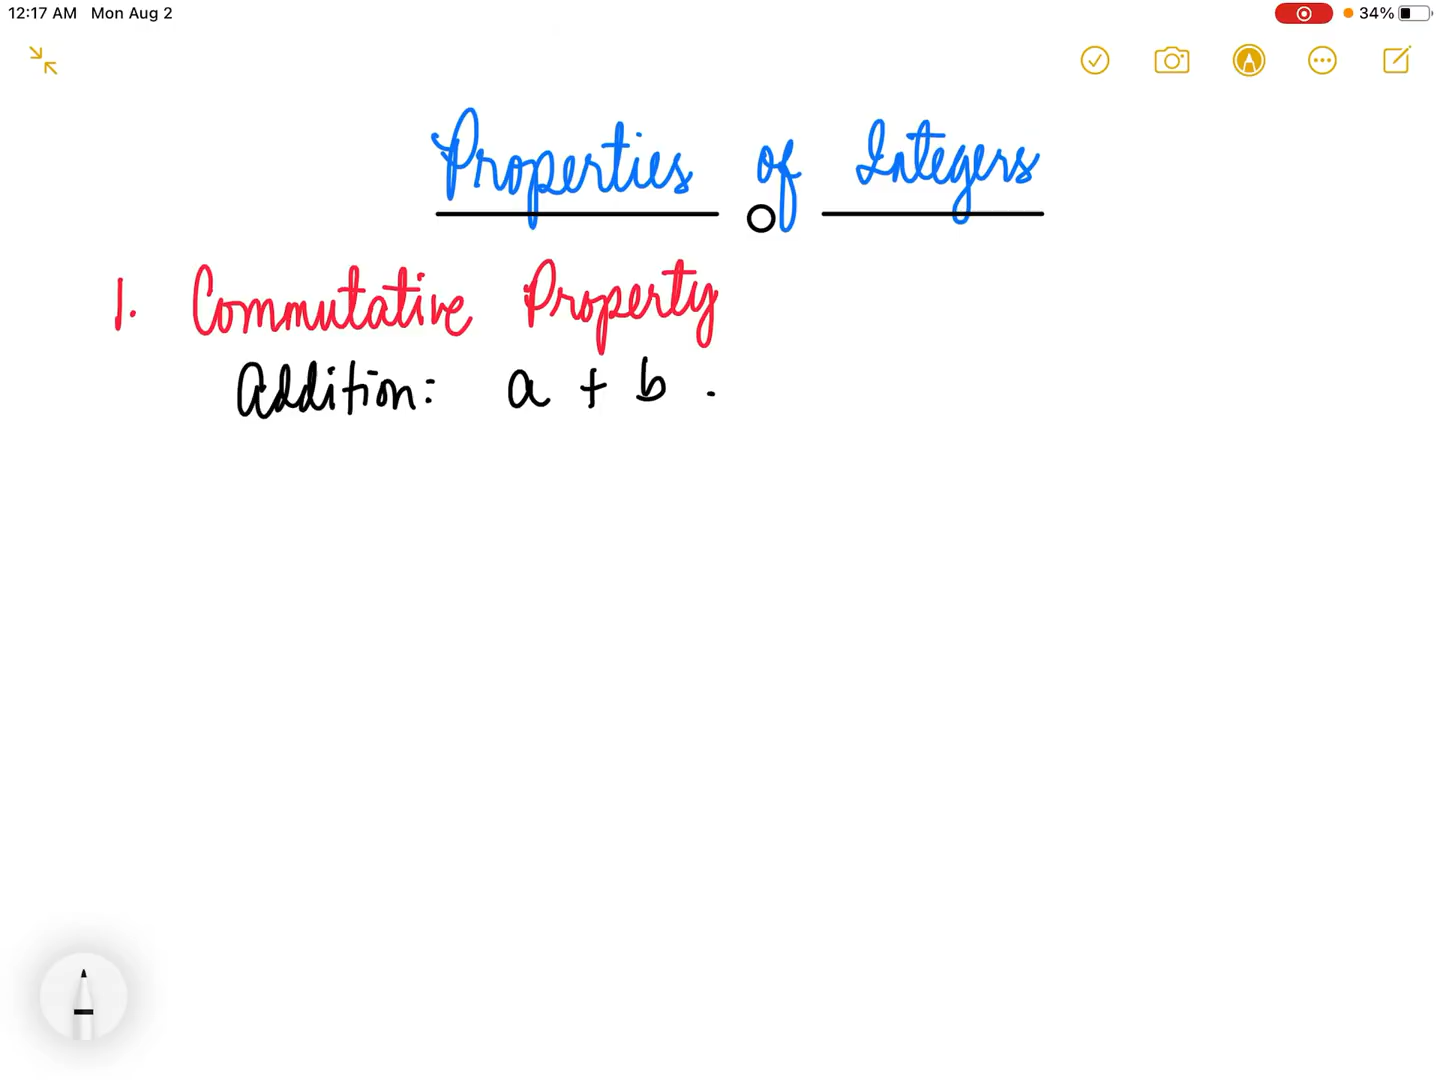 12:17 AM Mon Aug 2 34%
Properties of Integers
1. Commutative Property
Addition: a + b .